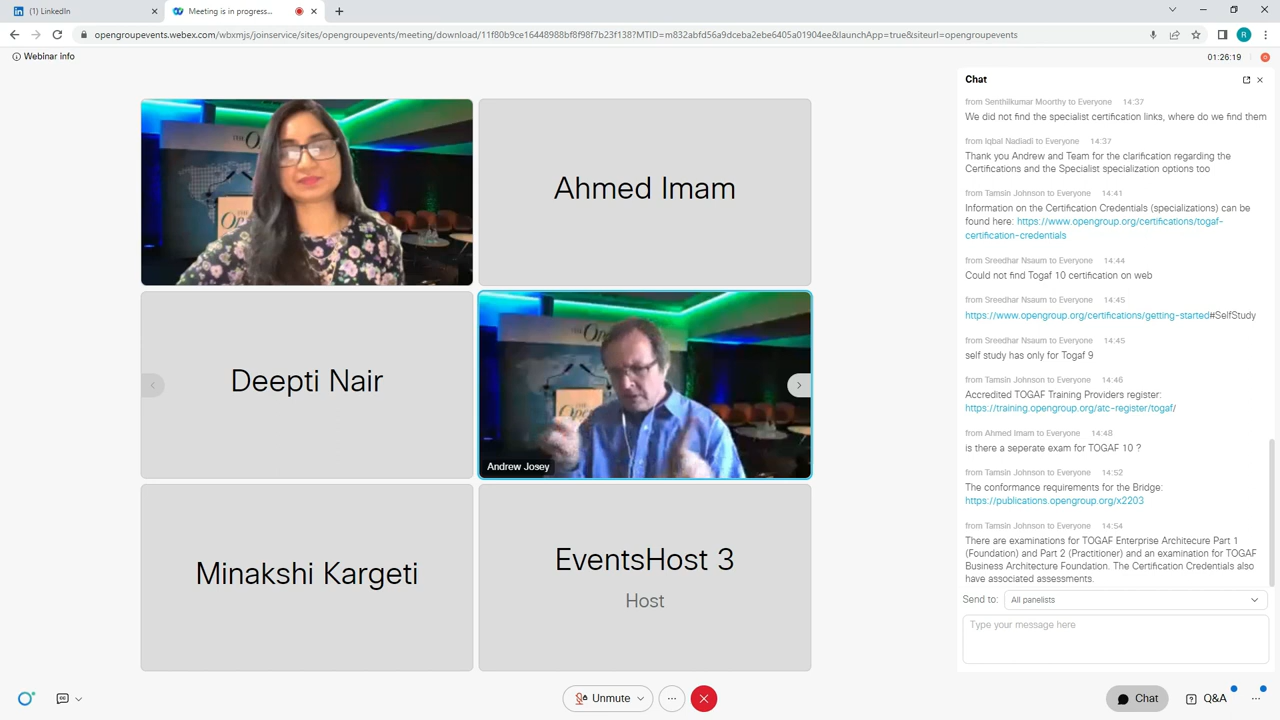 (1) LinkedIn
Meeting is in progress...
opengroupevents.webex.com/wbxmjs/joinservice/sites/opengroupevents/meeting/download/11f80b9ce16448988bf8f98f7b23f138?MTID=m832abfd56a9dceba2ebe6405a01904ee&launchApp=true&siteurl=opengroupevents
R
Webinar info
01:26:19
Chat
from Senthilkumar Moorthy to Everyone 14:37
We did not find the specialist certification links, where do we find them
from Iqbal Nadiadi to Everyone 14:37
Thank you Andrew and Team for the clarification regarding the
Certifications and the Specialist specialization options too
from Tamsin Johnson to Everyone 14:41
Information on the Certification Credentials (specializations) can be
found here: https://www.opengroup.org/certifications/togaf-
certification-credentials
from Sreedhar Nsaum to Everyone 14:44
Could not find Togaf 10 certification on web
from Sreedhar Nsaum to Everyone 14:45
https://www.opengroup.org/certifications/getting-started#SelfStudy
from Sreedhar Nsaum to Everyone 14:45
self study has only for Togaf 9
from Tamsin Johnson to Everyone 14:46
Accredited TOGAF Training Providers register:
https://training.opengroup.org/atc-register/togaf/
from Ahmed Imam to Everyone 14:48
is there a seperate exam for TOGAF 10 ?
from Tamsin Johnson to Everyone 14:52
The conformance requirements for the Bridge:
https://publications.opengroup.org/x2203
from Tamsin Johnson to Everyone 14:54
There are examinations for TOGAF Enterprise Architecure Part 1
(Foundation) and Part 2 (Practitioner) and an examination for TOGAF
Business Architecture Foundation. The Certification Credentials also
have associated assessments.
Send to: All panelists
Type your message here
Ahmed Imam
Deepti Nair
Andrew Josey
Minakshi Kargeti
EventsHost 3
Host
Unmute
Chat
Q&A